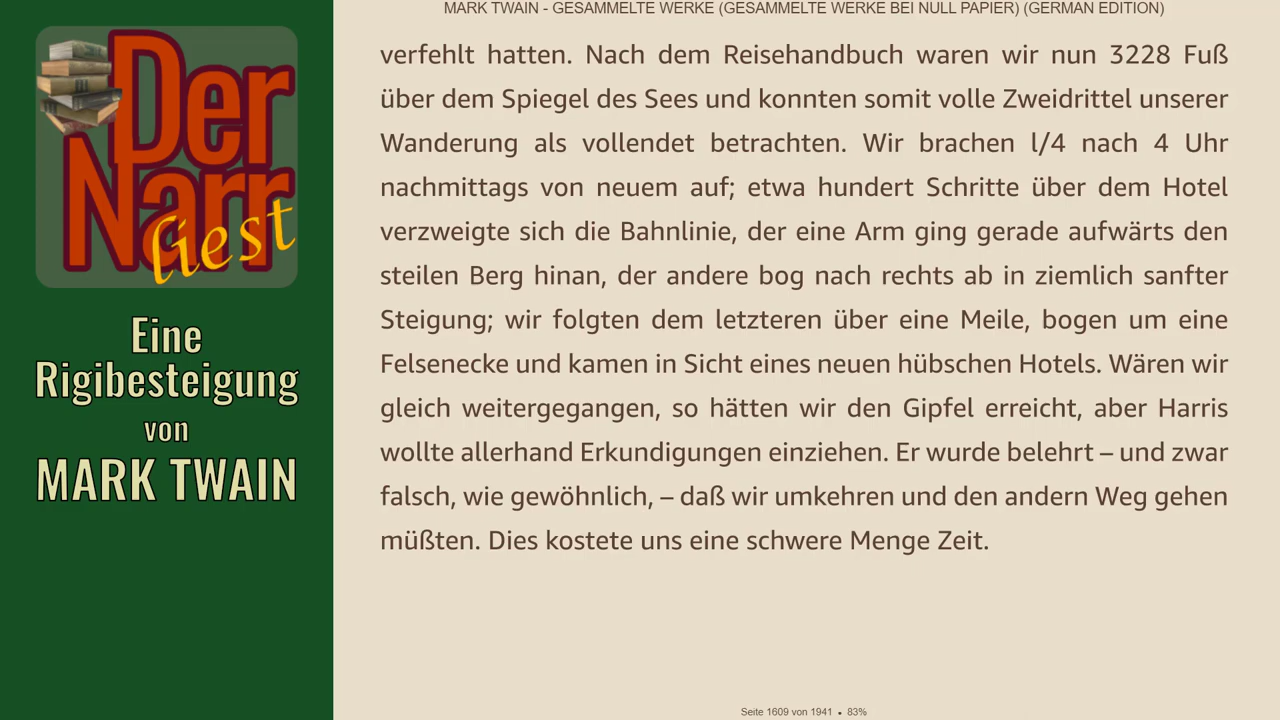 Der
Narr
liest
Eine
Rigibesteigung
von
MARK TWAIN
MARK TWAIN - GESAMMELTE WERKE (GESAMMELTE WERKE BEI NULL PAPIER) (GERMAN EDITION)
verfehlt hatten. Nach dem Reisehandbuch waren wir nun 3228 Fuß
über dem Spiegel des Sees und konnten somit volle Zweidrittel unserer
Wanderung als vollendet betrachten. Wir brachen l/4 nach 4 Uhr
nachmittags von neuem auf; etwa hundert Schritte über dem Hotel
verzweigte sich die Bahnlinie, der eine Arm ging gerade aufwärts den
steilen Berg hinan, der andere bog nach rechts ab in ziemlich sanfter
Steigung; wir folgten dem letzteren über eine Meile, bogen um eine
Felsenecke und kamen in Sicht eines neuen hübschen Hotels. Wären wir
gleich weitergegangen, so hätten wir den Gipfel erreicht, aber Harris
wollte allerhand Erkundigungen einziehen. Er wurde belehrt – und zwar
falsch, wie gewöhnlich, – daß wir umkehren und den andern Weg gehen
müßten. Dies kostete uns eine schwere Menge Zeit.
Seite 1609 von 1941 • 83%